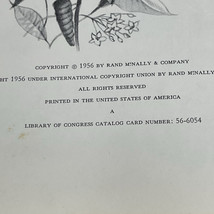 COPYRIGHT © 1956 BY RAND MCNALLY & COMPANY
HT 1956 UNDER INTERNATIONAL COPYRIGHT UNION BY RAND MCNALLY
ALL RIGHTS RESERVED
PRINTED IN THE UNITED STATES OF AMERICA
A
LIBRARY OF CONGRESS CATALOG CARD NUMBER: 56-6054